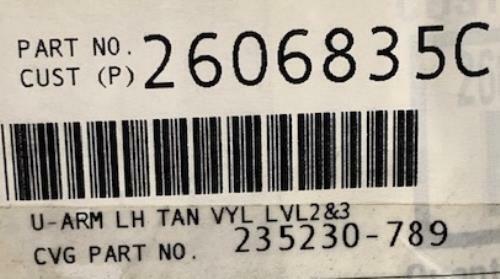 PART NO.
CUST (P) 2606835C
U-ARM LH TAN VYL LVL2&3
CVG PART NO. 235230-789